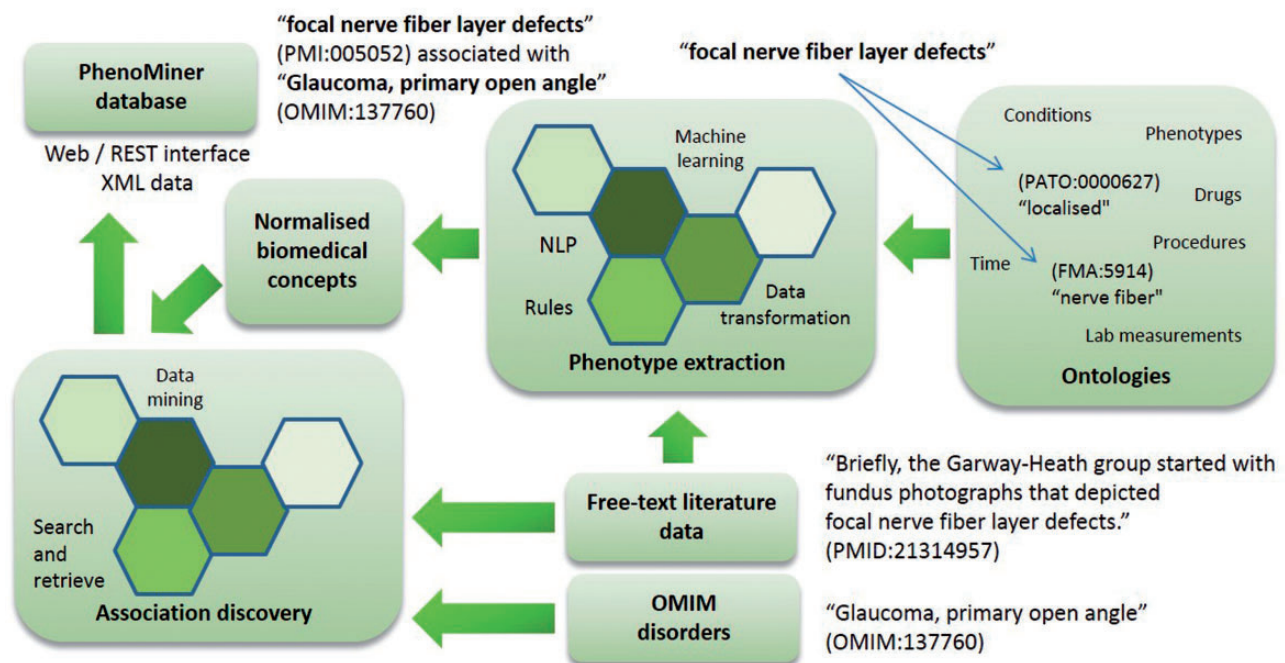 PhenoMiner
database
Web / REST interface
XML data
“focal nerve fiber layer defects”
(PMI:005052) associated with
“Glaucoma, primary open angle”
(OMIM:137760)
“focal nerve fiber layer defects”
Normalised
biomedical
concepts
Machine
learning
NLP
Rules
Data
transformation
Phenotype extraction
Conditions
Phenotypes
(PATO:0000627)
“localised"
Drugs
Procedures
Time
(FMA:5914)
“nerve fiber"
Lab measurements
Ontologies
Data
mining
Search
and
retrieve
Association discovery
Free-text literature
data
“Briefly, the Garway-Heath group started with
fundus photographs that depicted
focal nerve fiber layer defects.”
(PMID:21314957)
OMIM
disorders
“Glaucoma, primary open angle”
(OMIM:137760)